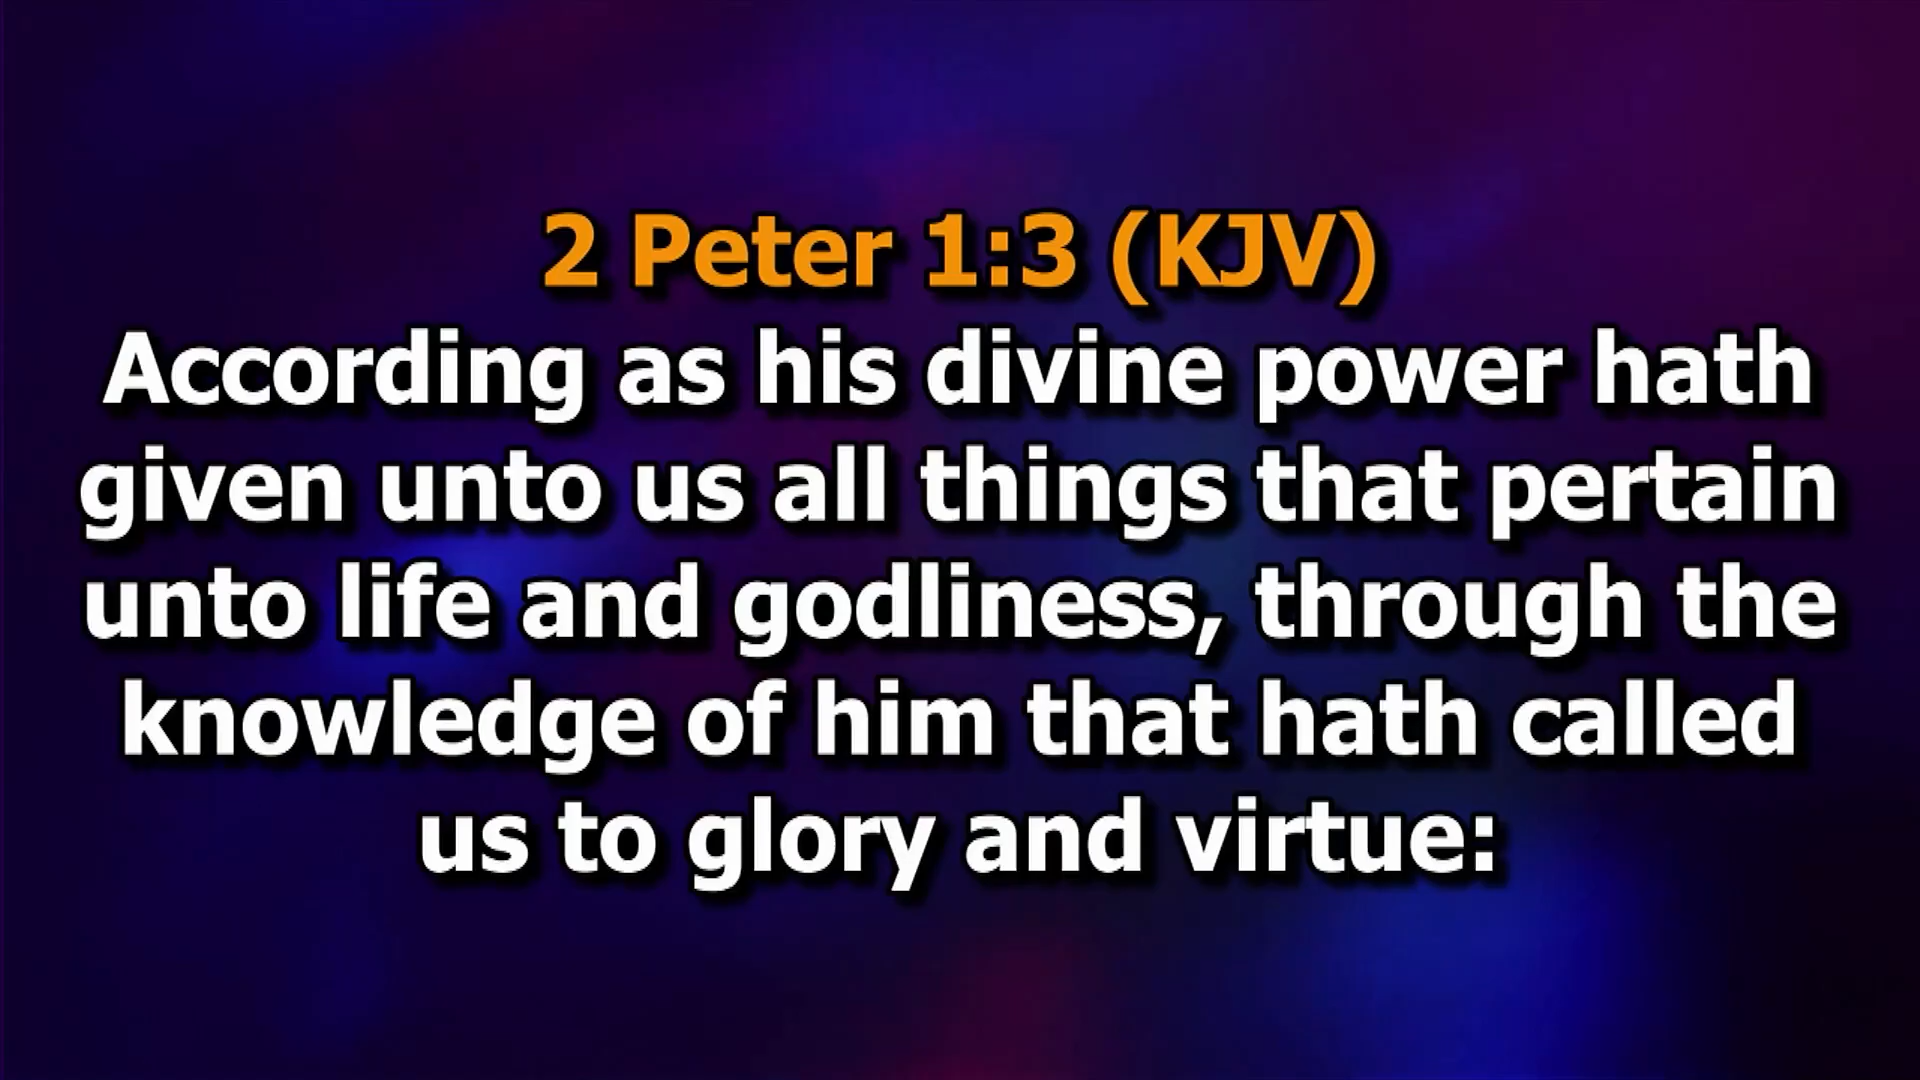 2 Peter 1:3 (KJV)
According as his divine power hath
given unto us all things that pertain
unto life and godliness, through the
knowledge of him that hath called
us to glory and virtue: